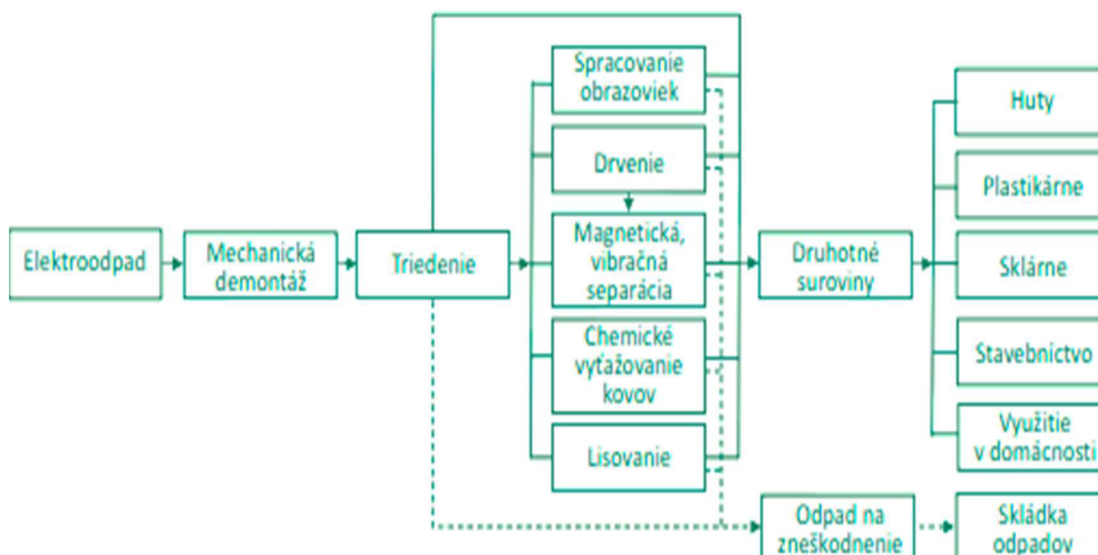 Elektroodpad
Mechanická
demontáž
Triedenie
Spracovanie
obrazoviek
Drvenie
Magnetická,
vibračná
separácia
Chemické
vyťažovanie
kovov
Lisovanie
Druhotné
suroviny
Huty
Plastikárne
Sklárne
Stavebníctvo
Využitie
v domácnosti
Odpad na
zneškodnenie
Skládka
odpadov